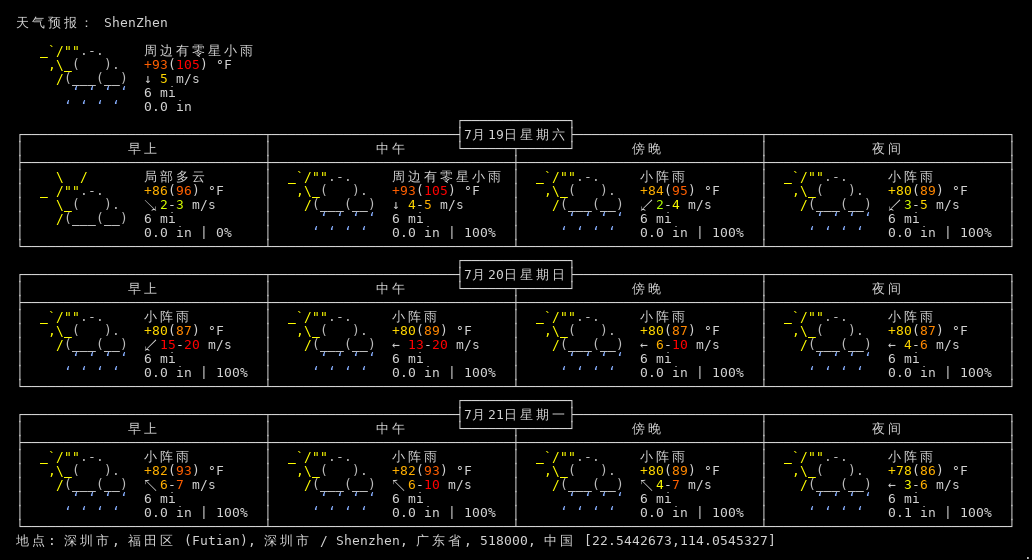 天气预报： ShenZhen
周边有零星小雨
+93(105) °F
↓ 5 m/s
6 mi
0.0 in
7月19日星期六
早上 中午 傍晚 夜间
局部多云 周边有零星小雨 小阵雨 小阵雨
+86(96) °F +93(105) °F +84(95) °F +80(89) °F
↘ 2-3 m/s ↓ 4-5 m/s ↙ 2-4 m/s ↙ 3-5 m/s
6 mi 6 mi 6 mi 6 mi
0.0 in | 0% 0.0 in | 100% 0.0 in | 100% 0.0 in | 100%
7月20日星期日
早上 中午 傍晚 夜间
小阵雨 小阵雨 小阵雨 小阵雨
+80(87) °F +80(89) °F +80(87) °F +80(87) °F
↙ 15-20 m/s ← 13-20 m/s ← 6-10 m/s ← 4-6 m/s
6 mi 6 mi 6 mi 6 mi
0.0 in | 100% 0.0 in | 100% 0.0 in | 100% 0.0 in | 100%
7月21日星期一
早上 中午 傍晚 夜间
小阵雨 小阵雨 小阵雨 小阵雨
+82(93) °F +82(93) °F +80(89) °F +78(86) °F
↖ 6-7 m/s ↖ 6-10 m/s ↖ 4-7 m/s ← 3-6 m/s
6 mi 6 mi 6 mi 6 mi
0.0 in | 100% 0.0 in | 100% 0.0 in | 100% 0.1 in | 100%
地点: 深圳市, 福田区 (Futian), 深圳市 / Shenzhen, 广东省, 518000, 中国 [22.5442673,114.0545327]